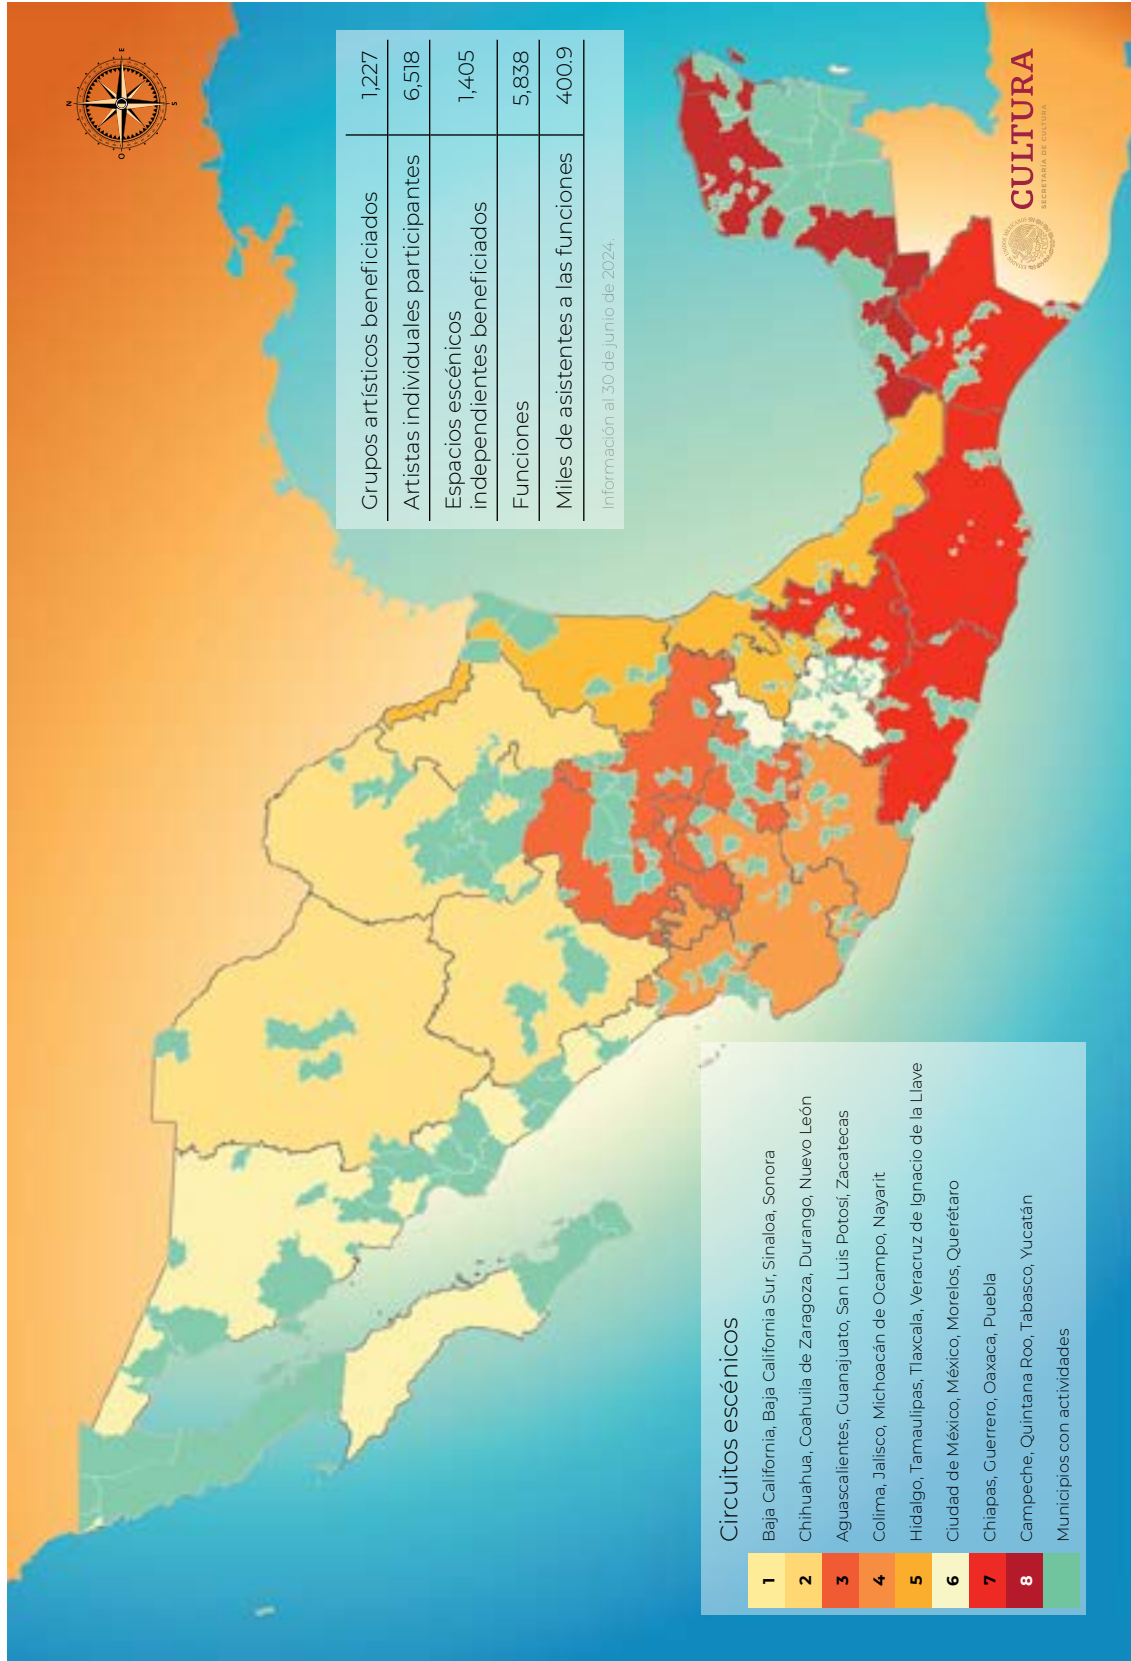 N
E
S
O
Grupos artísticos beneficiados 1,227
Artistas individuales participantes 6,518
Espacios escénicos
independientes beneficiados 1,405
Funciones 5,838
Miles de asistentes a las funciones 400.9
Información al 30 de junio de 2024.
CULTURA
SECRETARÍA DE CULTURA
Circuitos escénicos
1 Baja California, Baja California Sur, Sinaloa, Sonora
2 Chihuahua, Coahuila de Zaragoza, Durango, Nuevo León
3 Aguascalientes, Guanajuato, San Luis Potosí, Zacatecas
4 Colima, Jalisco, Michoacán de Ocampo, Nayarit
5 Hidalgo, Tamaulipas, Tlaxcala, Veracruz de Ignacio de la Llave
6 Ciudad de México, México, Morelos, Querétaro
7 Chiapas, Guerrero, Oaxaca, Puebla
8 Campeche, Quintana Roo, Tabasco, Yucatán
Municipios con actividades